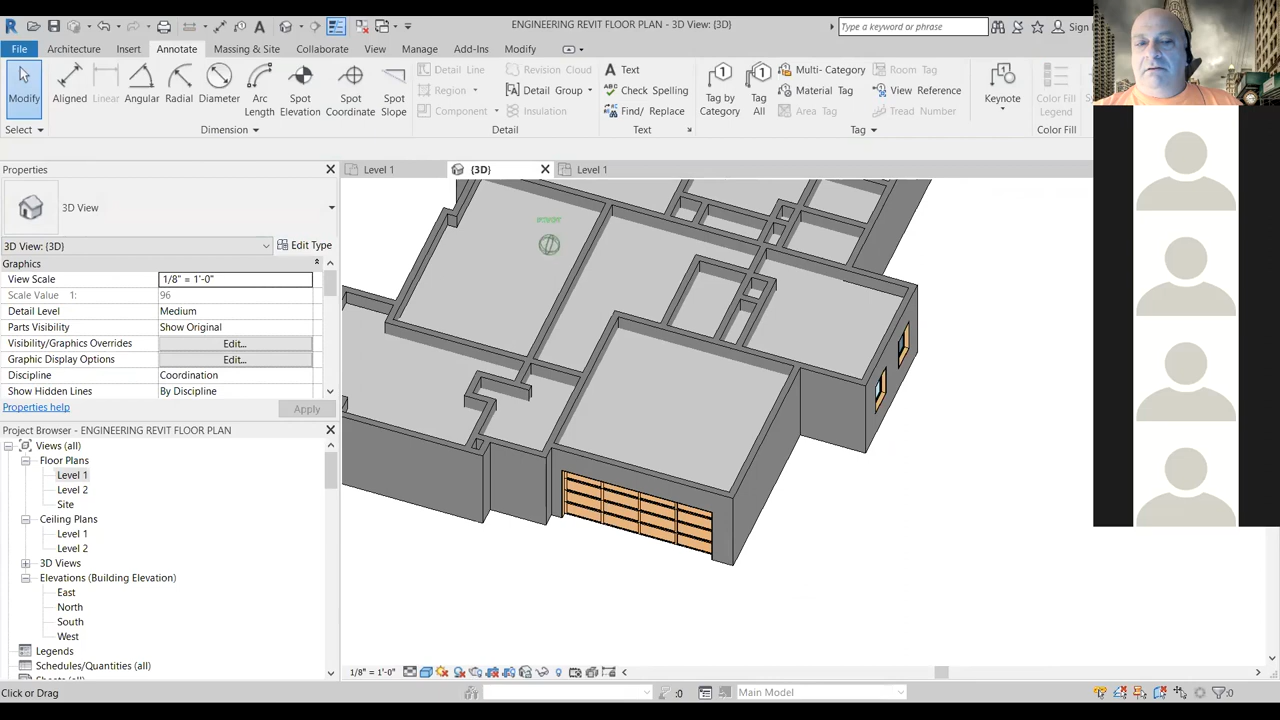 ENGINEERING REVIT FLOOR PLAN - 3D View: {3D}
Type a keyword or phrase
Sign
File Architecture Insert Annotate Massing & Site Collaborate View Manage Add-Ins Modify
Modify
Select
Aligned Linear Angular Radial Diameter Arc Length Spot Elevation Spot Coordinate Spot Slope
Dimension
Detail Line
Region
Component
Revision Cloud
Detail Group
Insulation
Detail
Text
Check Spelling
Find/ Replace
Text
Tag by Category
Tag All
Multi- Category
Material Tag
Area Tag
Room Tag
View Reference
Tread Number
Tag
Keynote
Color Fill Legend
Color Fill
Properties
3D View
3D View: {3D}
Edit Type
Graphics
View Scale 1/8" = 1'-0"
Scale Value 1: 96
Detail Level Medium
Parts Visibility Show Original
Visibility/Graphics Overrides Edit...
Graphic Display Options Edit...
Discipline Coordination
Show Hidden Lines By Discipline
Properties help
Apply
Project Browser - ENGINEERING REVIT FLOOR PLAN
Views (all)
Floor Plans
Level 1
Level 2
Site
Ceiling Plans
Level 1
Level 2
3D Views
Elevations (Building Elevation)
East
North
South
West
Legends
Schedules/Quantities (all)
Level 1
{3D}
Level 1
1/8" = 1'-0"
Click or Drag
:0
Main Model
:0